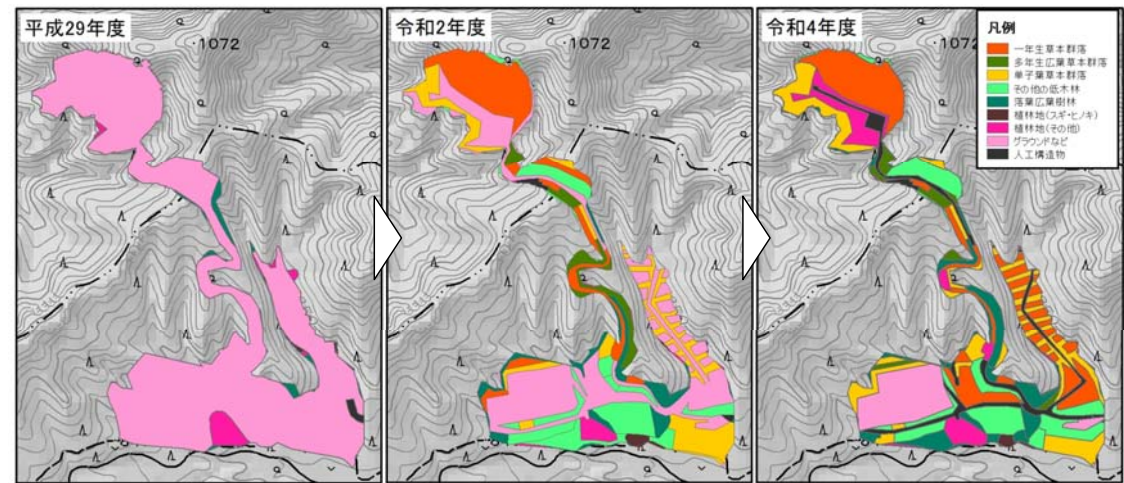 平成29年度
1072
令和2年度
1072
令和4年度
凡例
一年生草本群落
多年生広葉草本群落
単子葉草本群落
その他の低木林
落葉広葉樹林
植林地(スギ・ヒノキ)
植林地(その他)
グラウンドなど
人工構造物